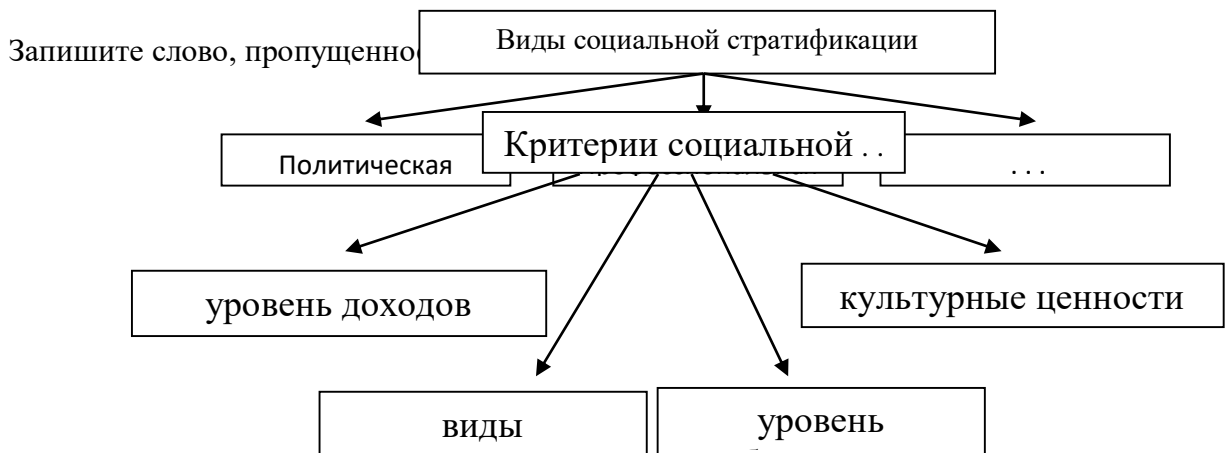 Виды социальной стратификации
Запишите слово, пропущенно
Критерии социальной . .
Политическая
. . .
уровень доходов
культурные ценности
виды
уровень